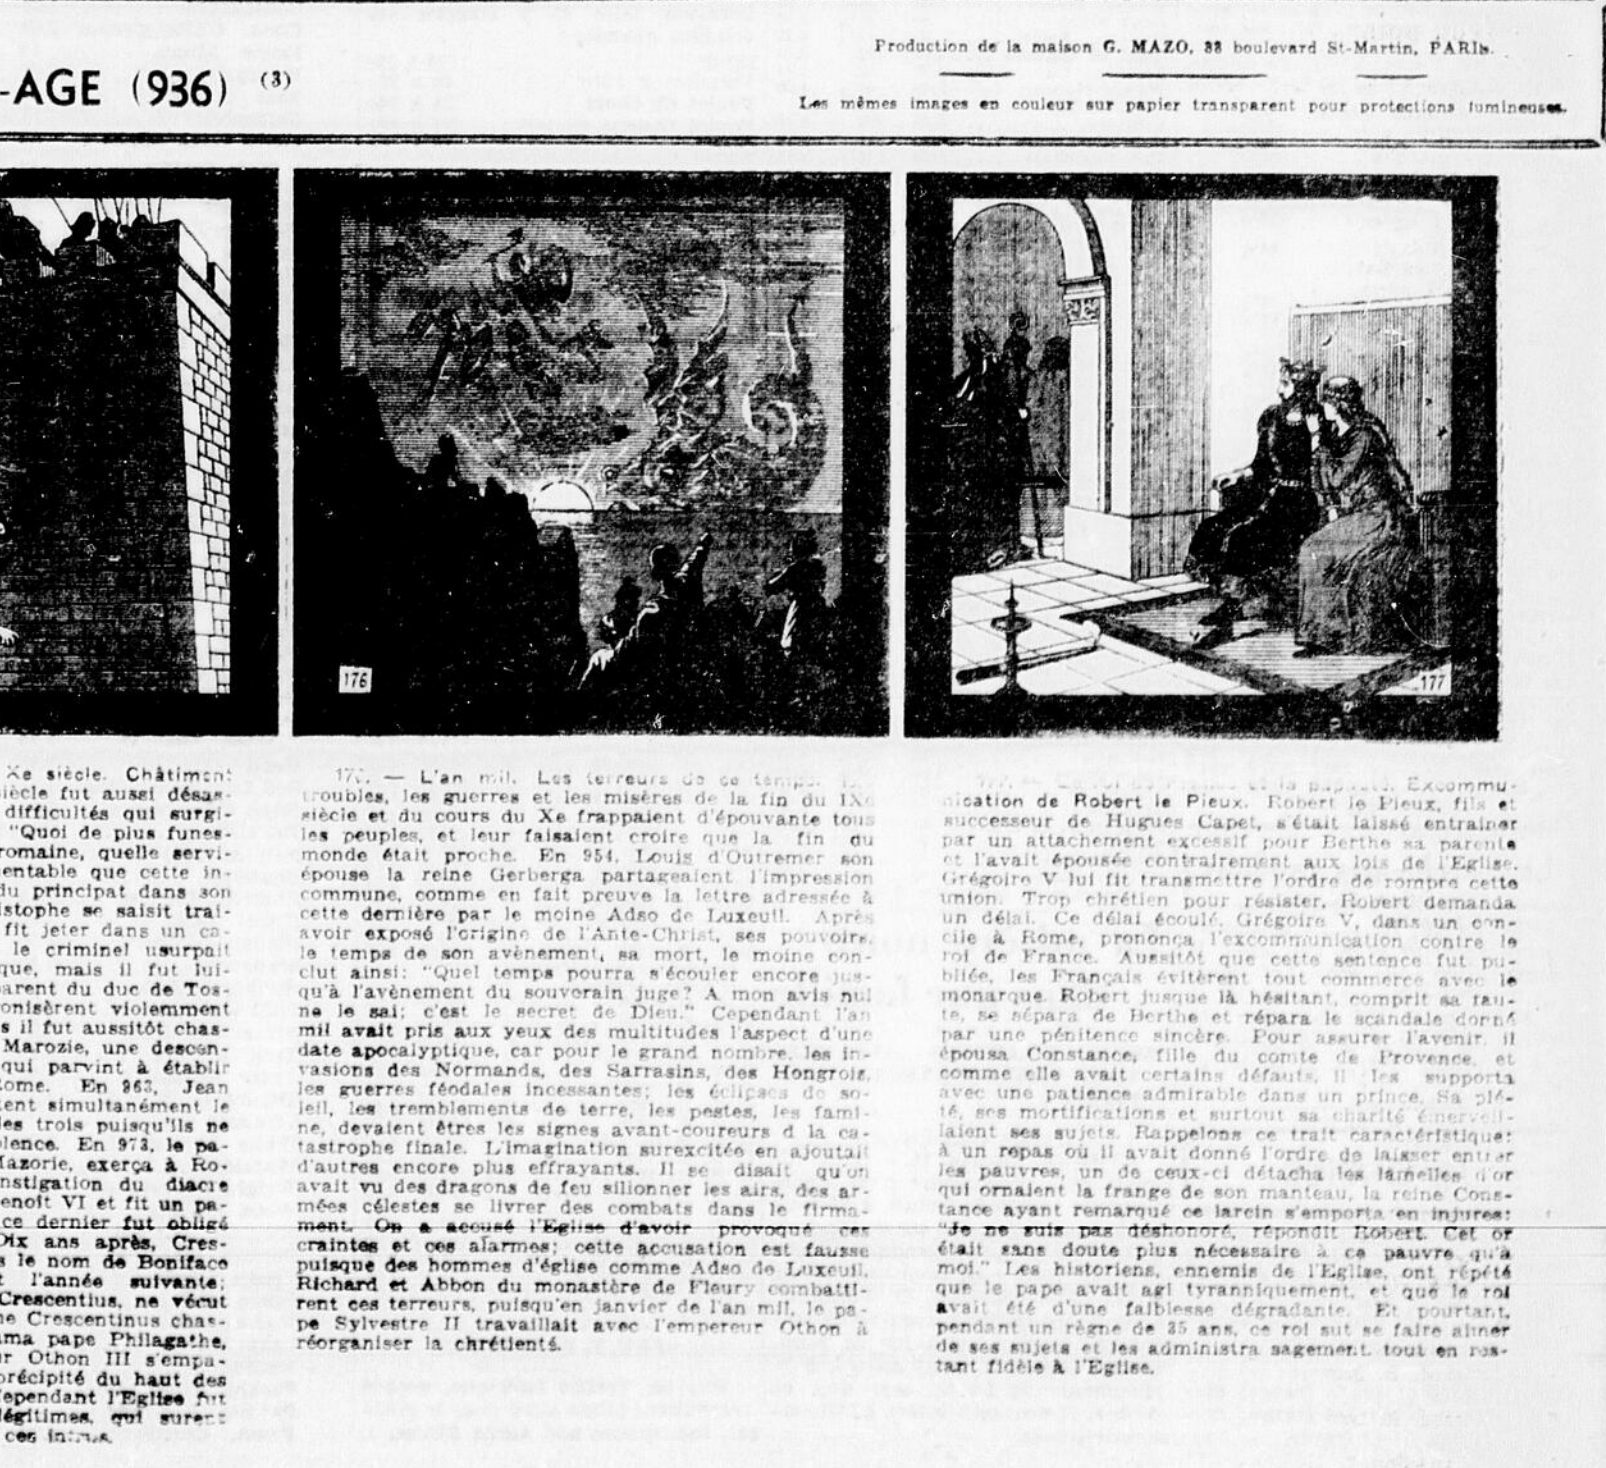 -AGE (936) (3)
Production de la maison G. MAZO, 33 boulevard St-Martin, PARIS.
Les mêmes images en couleur sur papier transparent pour protections lumineuses.
176
177
Xe siècle. Châtiment
iècle fut aussi désas-
difficultés qui surgi-
"Quoi de plus funes-
romaine, quelle servi-
entable que cette in-
du principat dans son
istophe se saisit traî-
fit jeter dans un ca-
le criminel usurpait
que, mais il fut lui-
parent du duc de Tos-
onisèrent violemment
s il fut aussitôt chas-
Marozie, une descen-
qui parvint à établir
ome. En 963, Jean
tent simultanément le
es trois puisqu'ils ne
lence. En 973, le pa-
Mazorie, exerça à Ro-
nstigation du diacre
enoît VI et fit un pa-
ce dernier fut obligé
Dix ans après, Cres-
s le nom de Boniface
t l'année suivante;
Crescentius, ne vécut
ne Crescentinus chas-
ma pape Philagathe,
r Othon III s'empa-
précipité du haut des
Cependant l'Eglise fut
légitimes, qui surent
ces intrus.
— L'an mil. Les terreurs de ce temps.
troubles, les guerres et les misères de la fin du IXe
siècle et du cours du Xe frappaient d'épouvante tous
les peuples, et leur faisaient croire que la fin du
monde était proche. En 954, Louis d'Outremer son
épouse la reine Gerberga partageaient l'impression
commune, comme en fait preuve la lettre adressée à
cette dernière par le moine Adso de Luxeuil. Après
avoir exposé l'origine de l'Ante-Christ, ses pouvoirs,
le temps de son avènement, sa mort, le moine con-
clut ainsi: "Quel temps pourra s'écouler encore jus-
qu'à l'avènement du souverain juge? A mon avis nul
ne le sai; c'est le secret de Dieu." Cependant l'an
mil avait pris aux yeux des multitudes l'aspect d'une
date apocalyptique, car pour le grand nombre, les in-
vasions des Normands, des Sarrasins, des Hongrois,
les guerres féodales incessantes; les éclipses de so-
leil, les tremblements de terre, les pestes, les fami-
ne, devaient êtres les signes avant-coureurs d la ca-
tastrophe finale. L'imagination surexcitée en ajoutait
d'autres encore plus effrayants. Il se disait qu'on
avait vu des dragons de feu sillonner les airs, des ar-
mées célestes se livrer des combats dans le firma-
ment. On a accusé l'Eglise d'avoir provoqué ces
craintes et ces alarmes; cette accusation est fausse
puisque des hommes d'église comme Adso de Luxeuil,
Richard et Abbon du monastère de Fleury combatti-
rent ces terreurs, puisqu'en janvier de l'an mil, le pa-
pe Sylvestre II travaillait avec l'empereur Othon à
réorganiser la chrétienté.
et la papauté. Excommu-
nication de Robert le Pieux. Robert le Pieux, fils et
successeur de Hugues Capet, s'était laissé entraîner
par un attachement excessif pour Berthe sa parente
et l'avait épousée contrairement aux lois de l'Eglise.
Grégoire V lui fit transmettre l'ordre de rompre cette
union. Trop chrétien pour résister, Robert demanda
un délai. Ce délai écoulé, Grégoire V, dans un con-
cile à Rome, prononça l'excommunication contre le
roi de France. Aussitôt que cette sentence fut pu-
bliée, les Français évitèrent tout commerce avec le
monarque. Robert jusque là hésitant, comprit sa fau-
te, se sépara de Berthe et répara le scandale donné
par une pénitence sincère. Pour assurer l'avenir, il
épousa Constance, fille du comte de Provence, et
comme elle avait certains défauts, il les supporta
avec une patience admirable dans un prince. Sa pié-
té, ses mortifications et surtout sa charité émerveil-
laient ses sujets. Rappelons ce trait caractéristique:
à un repas où il avait donné l'ordre de laisser entrer
les pauvres, un de ceux-ci détacha les lamelles d'or
qui ornaient la frange de son manteau, la reine Cons-
tance ayant remarqué ce larcin s'emporta en injures:
"Je ne suis pas déshonoré, répondit Robert. Cet or
était sans doute plus nécessaire à ce pauvre qu'à
moi." Les historiens, ennemis de l'Eglise, ont répété
que le pape avait agi tyranniquement, et que le roi
avait été d'une faiblesse dégradante. Et pourtant,
pendant un règne de 35 ans, ce roi sut se faire aimer
de ses sujets et les administra sagement, tout en res-
tant fidèle à l'Eglise.